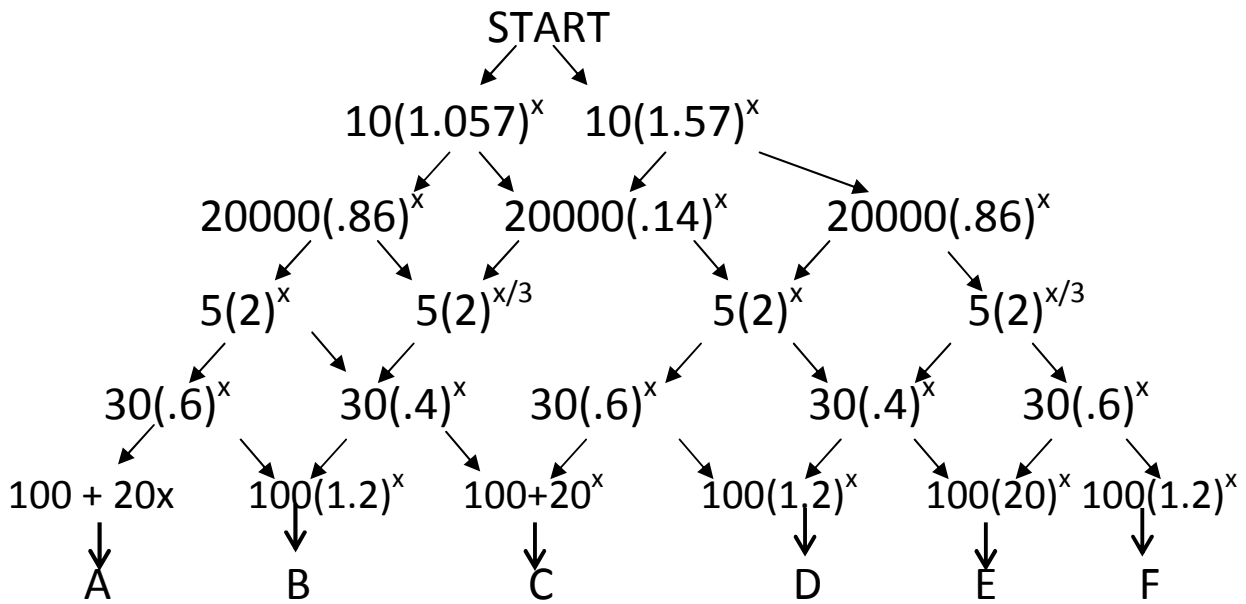 START
10(1.057)ˣ 10(1.57)ˣ
20000(.86)ˣ 20000(.14)ˣ 20000(.86)ˣ
5(2)ˣ 5(2)ˣ/³ 5(2)ˣ 5(2)ˣ/³
30(.6)ˣ 30(.4)ˣ 30(.6)ˣ 30(.4)ˣ 30(.6)ˣ
100 + 20x 100(1.2)ˣ 100+20ˣ 100(1.2)ˣ 100(20)ˣ 100(1.2)ˣ
A B C D E F